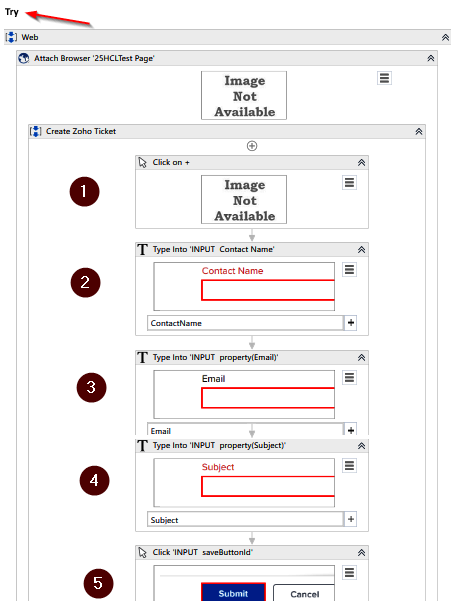 Try
Web
Attach Browser '25HCLTest Page'
Image
Not
Available
Create Zoho Ticket
Click on +
1
Image
Not
Available
T Type Into 'INPUT Contact Name'
2
Contact Name
ContactName
T Type Into 'INPUT property(Email)'
3
Email
Email
T Type Into 'INPUT property(Subject)'
4
Subject
Subject
Click 'INPUT saveButtonId'
5
Submit Cancel